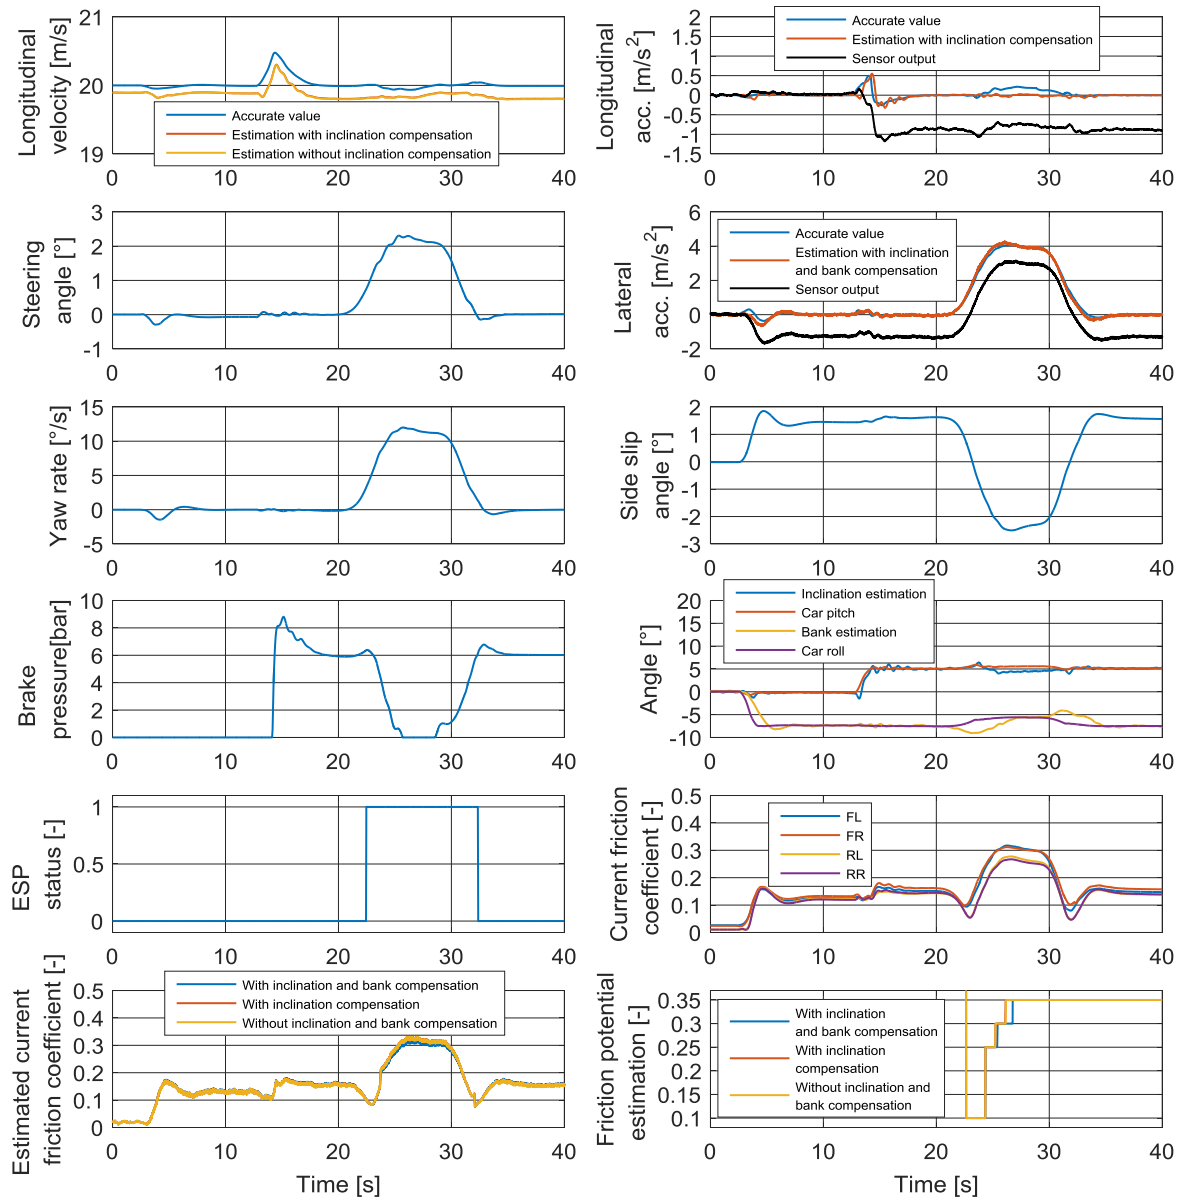 Longitudinal
velocity [m/s]
21
20
19
Accurate value
Estimation with inclination compensation
Estimation without inclination compensation
0
10
20
30
40
Longitudinal
acc. [m/s²]
2
1.5
1
0.5
0
-0.5
-1
-1.5
Accurate value
Estimation with inclination compensation
Sensor output
0
10
20
30
40
Steering
angle [°]
3
2
1
0
-1
0
10
20
30
40
Lateral
acc. [m/s²]
6
4
2
0
-2
Accurate value
Estimation with inclination
and bank compensation
Sensor output
0
10
20
30
40
Yaw rate [°/s]
15
10
5
0
-5
0
10
20
30
40
Side slip
angle [°]
2
1
0
-1
-2
-3
0
10
20
30
40
Brake
pressure[bar]
10
8
6
4
2
0
0
10
20
30
40
Angle [°]
20
15
10
5
0
-5
-10
Inclination estimation
Car pitch
Bank estimation
Car roll
0
10
20
30
40
ESP
status [-]
1
0.5
0
0
10
20
30
40
Current friction
coefficient [-]
0.5
0.4
0.3
0.2
0.1
0
FL
FR
RL
RR
0
10
20
30
40
Estimated current
friction coefficient [-]
0.5
0.4
0.3
0.2
0.1
0
With inclination and bank compensation
With inclination compensation
Without inclination and bank compensation
0
10
20
30
40
Time [s]
Friction potential
estimation [-]
0.35
0.3
0.25
0.2
0.15
0.1
With inclination
and bank compensation
With inclination
compensation
Without inclination and
bank compensation
0
10
20
30
40
Time [s]